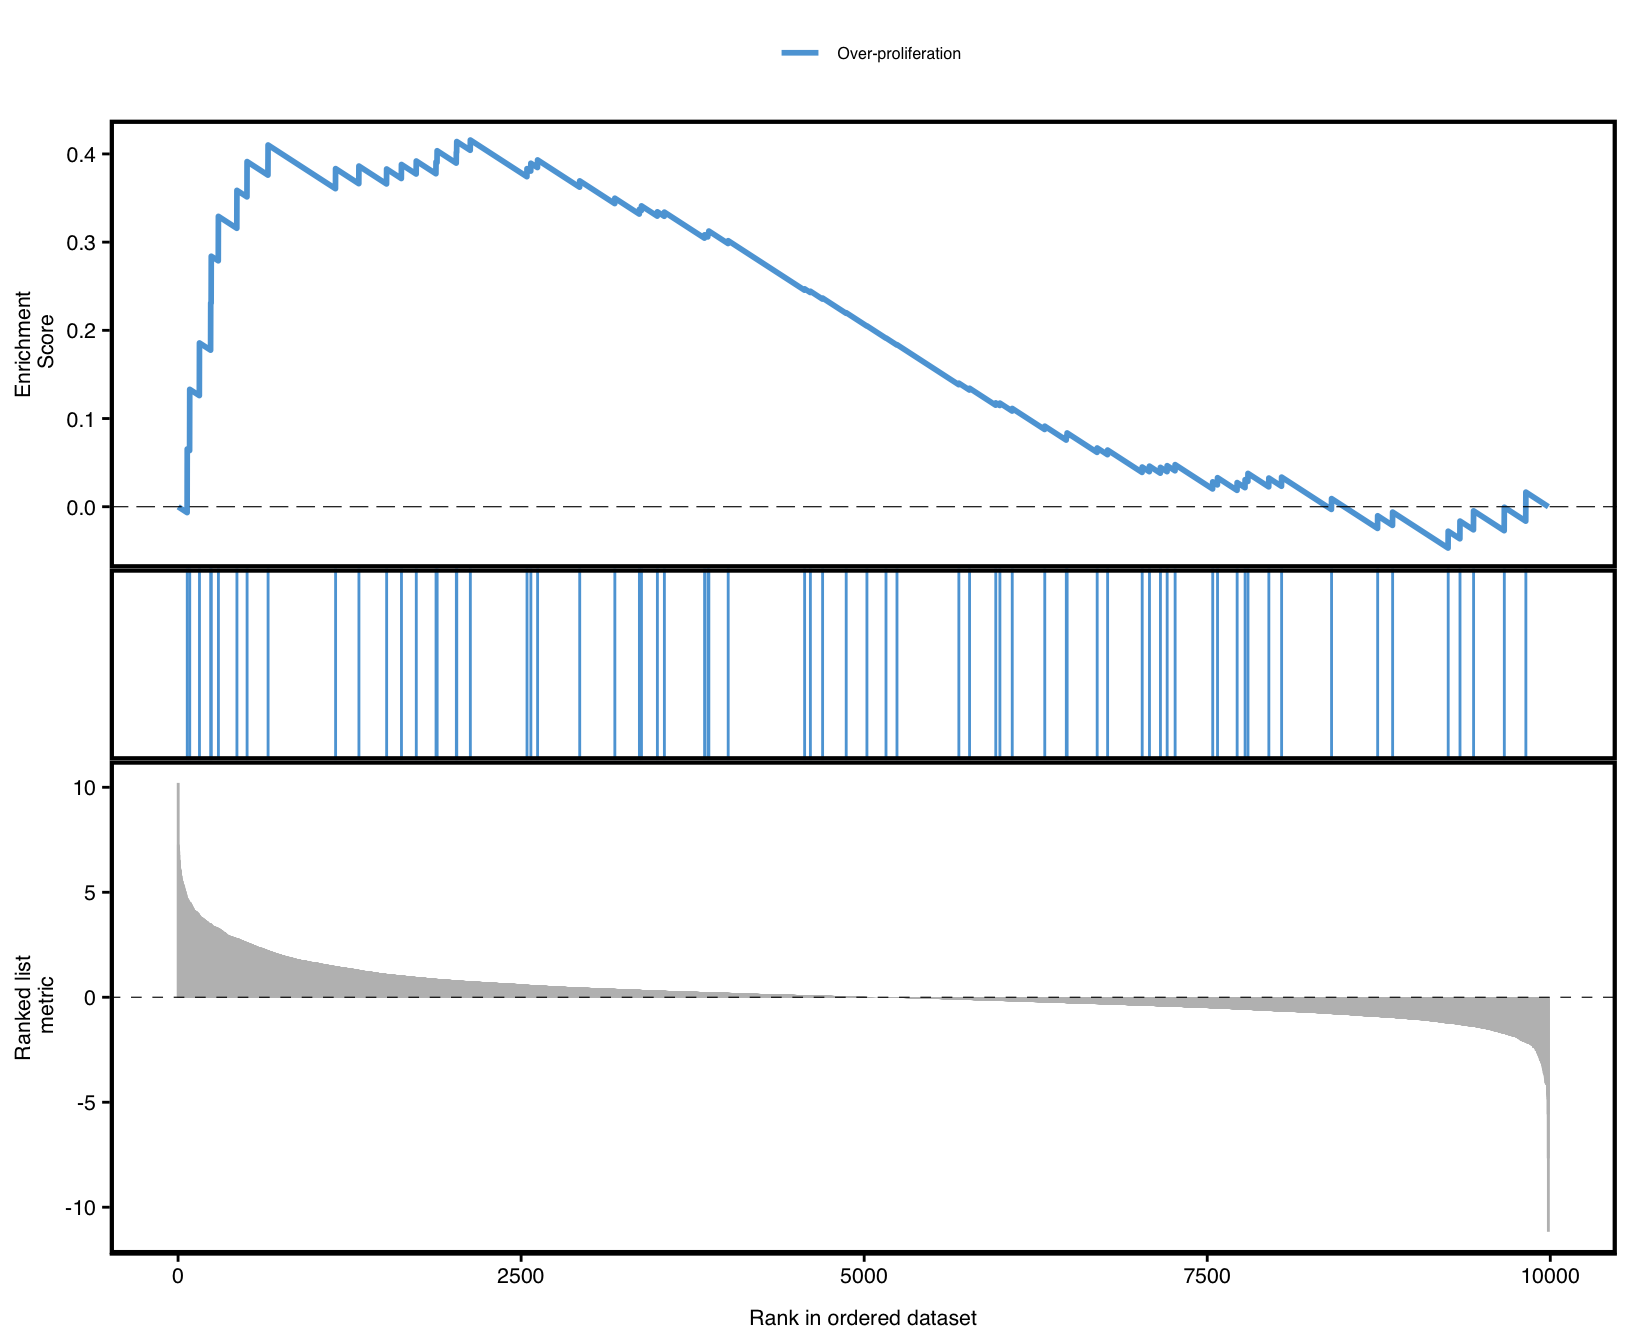 Over-proliferation
Enrichment
Score
0.4
0.3
0.2
0.1
0.0
Ranked list
metric
10
5
0
-5
-10
0
2500
5000
7500
10000
Rank in ordered dataset